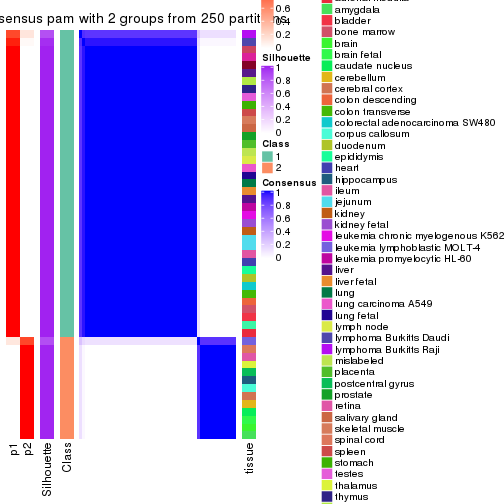 sensus pam with 2 groups from 250 partitions
p1
p2
Silhouette
Class
tissue
0.6
0.4
0.2
0
Silhouette
1
0.8
0.6
0.4
0.2
0
Class
1
2
Consensus
1
0.8
0.6
0.4
0.2
0
amygdala
bladder
bone marrow
brain
brain fetal
caudate nucleus
cerebellum
cerebral cortex
colon descending
colon transverse
colorectal adenocarcinoma SW480
corpus callosum
duodenum
epididymis
heart
hippocampus
ileum
jejunum
kidney
kidney fetal
leukemia chronic myelogenous K562
leukemia lymphoblastic MOLT-4
leukemia promyelocytic HL-60
liver
liver fetal
lung
lung carcinoma A549
lung fetal
lymph node
lymphoma Burkitts Daudi
lymphoma Burkitts Raji
mislabeled
placenta
postcentral gyrus
prostate
retina
salivary gland
skeletal muscle
spinal cord
spleen
stomach
testes
thalamus
thymus